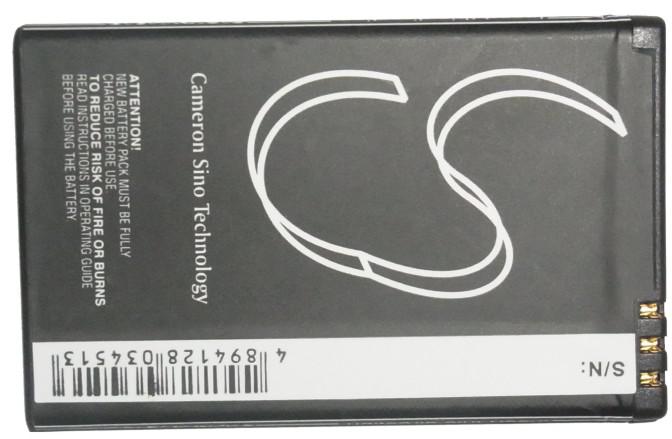 CS
Cameron Sino Technology
ATTENTION!
NEW BATTERY PACK MUST BE FULLY
CHARGED BEFORE USE
TO REDUCE RISK OF FIRE OR BURNS
READ INSTRUCTIONS IN OPERATING GUIDE
BEFORE USING THE BATTERY
S/N:
4 894128 034513